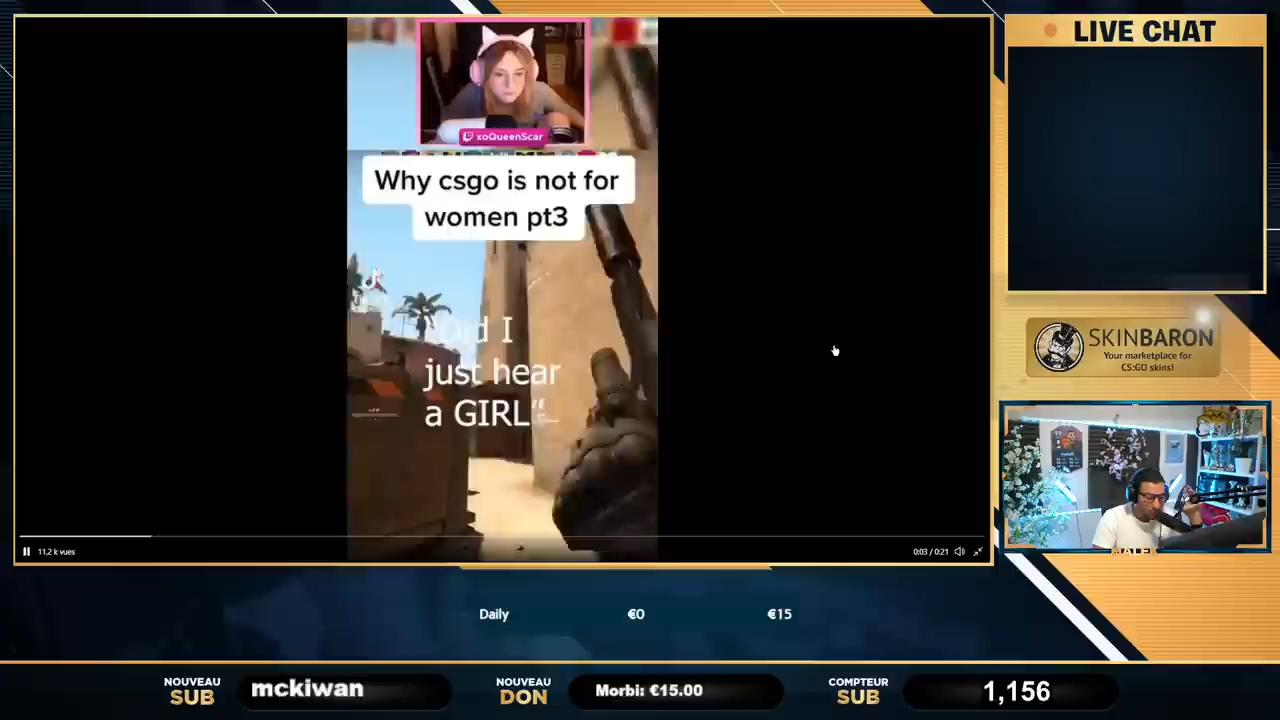 LIVE CHAT
xoQueenScar
Why csgo is not for
women pt3
just hear
a GIRL"
SKINBARON
Your marketplace for
CS:GO skins!
11,2 k vues
0:03 / 0:21
MALEK
Daily €0 €15
NOUVEAU
SUB
mckiwan
NOUVEAU
DON
Morbi: €15.00
COMPTEUR
SUB
1,156